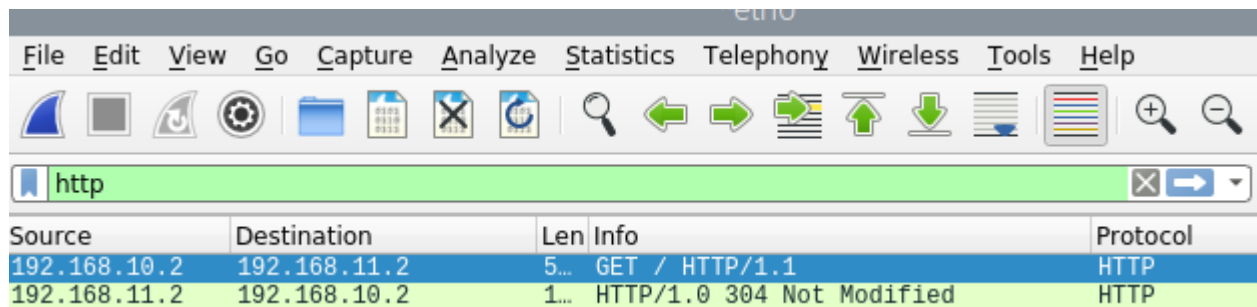 File Edit View Go Capture Analyze Statistics Telephony Wireless Tools Help
http
Source Destination Len Info Protocol
192.168.10.2 192.168.11.2 5… GET / HTTP/1.1 HTTP
192.168.11.2 192.168.10.2 1… HTTP/1.0 304 Not Modified HTTP